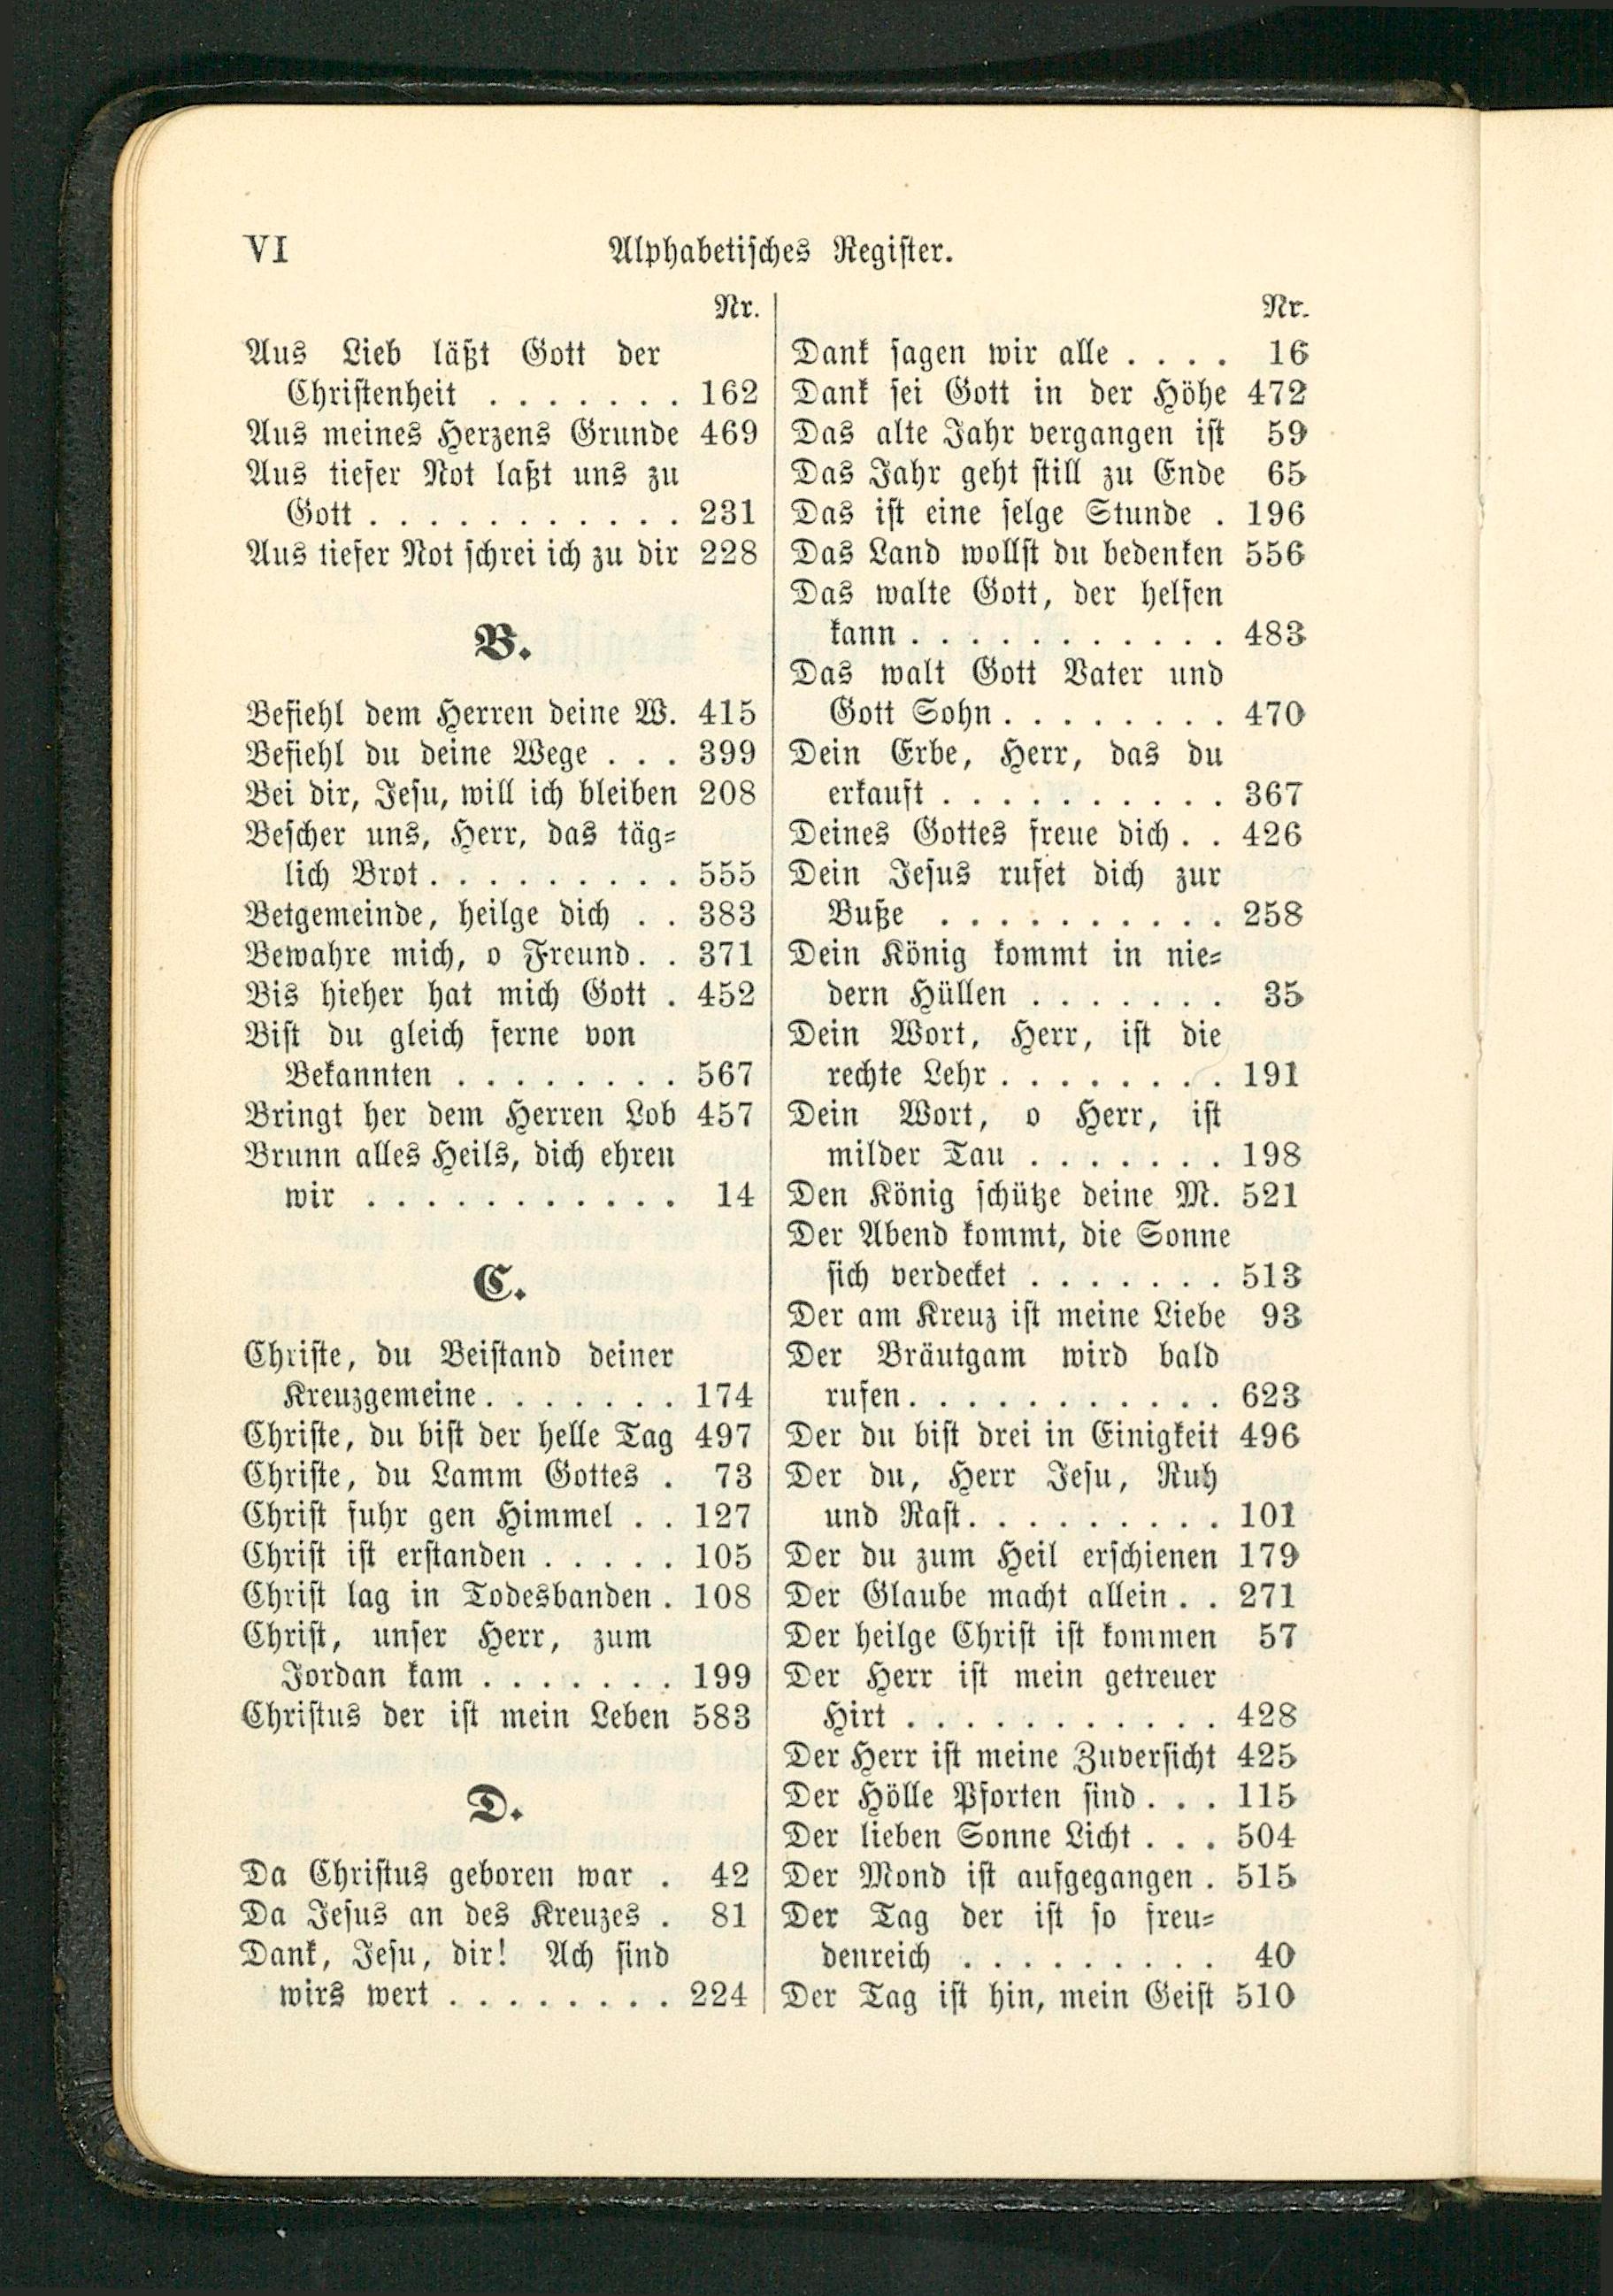 VI
Alphabetisches Register.
Nr.
Aus Lieb läßt Gott der
Christenheit . . . . . . . 162
Aus meines Herzens Grunde 469
Aus tiefer Not laßt uns zu
Gott . . . . . . . . . . . 231
Aus tiefer Not schrei ich zu dir 228
B.
Befiehl dem Herren deine W. 415
Befiehl du deine Wege . . . 399
Bei dir, Jesu, will ich bleiben 208
Bescher uns, Herr, das täg-
lich Brot . . . . . . . . . 555
Betgemeinde, heilge dich . . 383
Bewahre mich, o Freund . . 371
Bis hieher hat mich Gott . 452
Bist du gleich ferne von
Bekannten . . . . . . . . 567
Bringt her dem Herren Lob 457
Brunn alles Heils, dich ehren
wir . . . . . . . . . . . 14
C.
Christe, du Beistand deiner
Kreuzgemeine . . . . . . . 174
Christe, du bist der helle Tag 497
Christe, du Lamm Gottes . 73
Christ fuhr gen Himmel . . 127
Christ ist erstanden . . . . . 105
Christ lag in Todesbanden . 108
Christ, unser Herr, zum
Jordan kam . . . . . . . 199
Christus der ist mein Leben 583
D.
Da Christus geboren war . 42
Da Jesus an des Kreuzes . 81
Dank, Jesu, dir! Ach sind
wirs wert . . . . . . . . 224
Nr.
Dank sagen wir alle . . . . 16
Dank sei Gott in der Höhe 472
Das alte Jahr vergangen ist 59
Das Jahr geht still zu Ende 65
Das ist eine selge Stunde . 196
Das Land wollst du bedenken 556
Das walte Gott, der helfen
kann . . . . . . . . . . . 483
Das walt Gott Vater und
Gott Sohn . . . . . . . . 470
Dein Erbe, Herr, das du
erkauft . . . . . . . . . . 367
Deines Gottes freue dich . . 426
Dein Jesus rufet dich zur
Buße . . . . . . . . . . 258
Dein König kommt in nie-
dern Hüllen . . . . . . . 35
Dein Wort, Herr, ist die
rechte Lehr . . . . . . . . 191
Dein Wort, o Herr, ist
milder Tau . . . . . . . 198
Den König schütze deine M. 521
Der Abend kommt, die Sonne
sich verdecket . . . . . . . 513
Der am Kreuz ist meine Liebe 93
Der Bräutgam wird bald
rufen . . . . . . . . . . . 623
Der du bist drei in Einigkeit 496
Der du, Herr Jesu, Ruh
und Rast . . . . . . . . . 101
Der du zum Heil erschienen 179
Der Glaube macht allein . . 271
Der heilge Christ ist kommen 57
Der Herr ist mein getreuer
Hirt . . . . . . . . . . . 428
Der Herr ist meine Zuversicht 425
Der Hölle Pforten sind . . . 115
Der lieben Sonne Licht . . . 504
Der Mond ist aufgegangen . 515
Der Tag der ist so freu-
denreich . . . . . . . . . 40
Der Tag ist hin, mein Geist 510